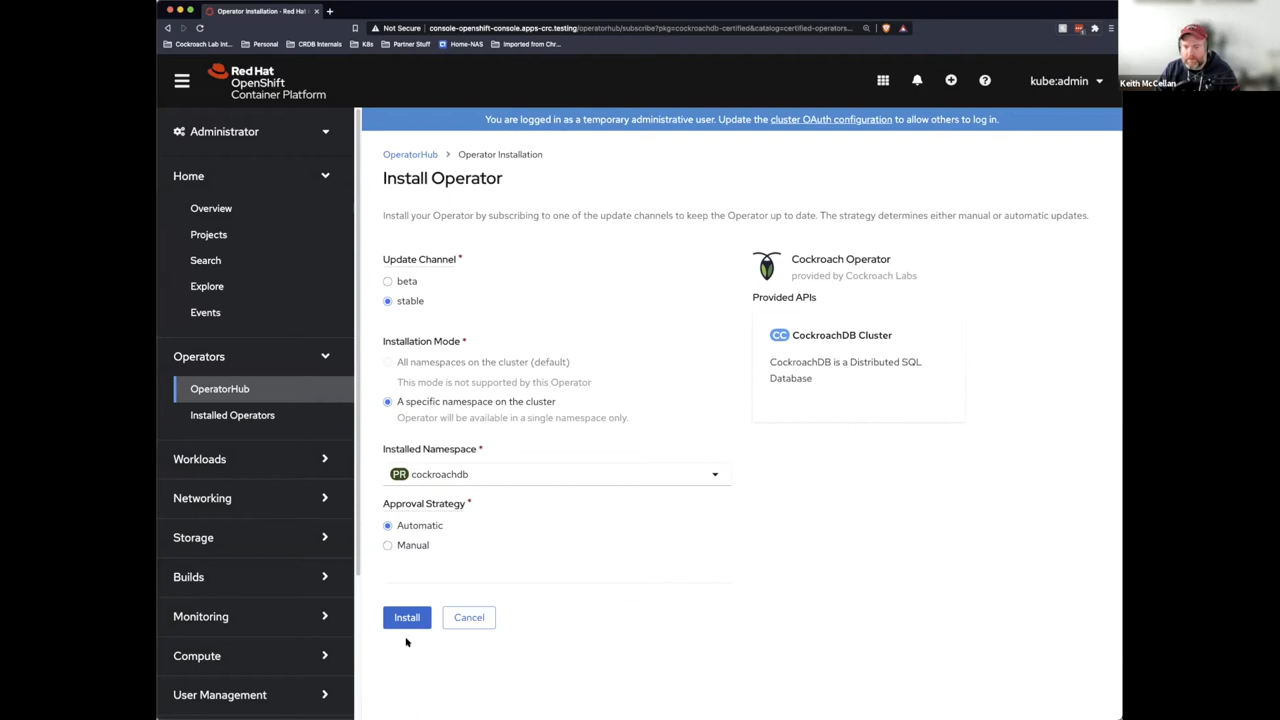 Operator Installation · Red Hat
Not Secure
console-openshift-console.apps-crc.testing/operatorhub/subscribe?pkg=cockroachdb-certified&catalog=certified-operators...
Cockroach Lab Int...
Personal
CRDB Internals
K8s
Partner Stuff
Home-NAS
Imported from Chr...
Keith McClellan
Red Hat
OpenShift
Container Platform
kube:admin
You are logged in as a temporary administrative user. Update the cluster OAuth configuration to allow others to log in.
Administrator
Home
Overview
Projects
Search
Explore
Events
Operators
OperatorHub
Installed Operators
Workloads
Networking
Storage
Builds
Monitoring
Compute
User Management
OperatorHub > Operator Installation
Install Operator
Install your Operator by subscribing to one of the update channels to keep the Operator up to date. The strategy determines either manual or automatic updates.
Update Channel *
beta
stable
Installation Mode *
All namespaces on the cluster (default)
This mode is not supported by this Operator
A specific namespace on the cluster
Operator will be available in a single namespace only.
Installed Namespace *
PR cockroachdb
Approval Strategy *
Automatic
Manual
Install
Cancel
Cockroach Operator
provided by Cockroach Labs
Provided APIs
CC CockroachDB Cluster
CockroachDB is a Distributed SQL
Database